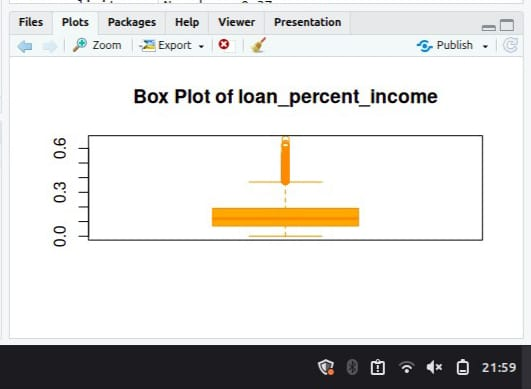 Files Plots Packages Help Viewer Presentation
Zoom Export Publish
Box Plot of loan_percent_income
0.6
0.3
0.0
21:59